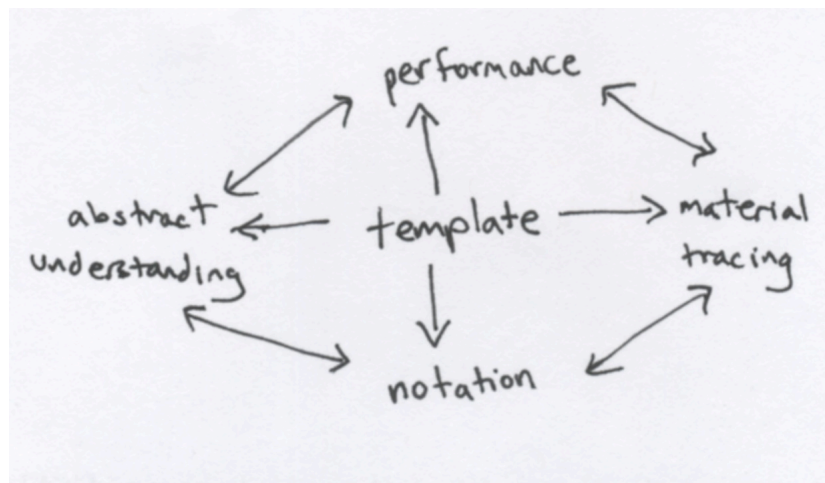 performance
abstract
template
material
understanding
tracing
notation